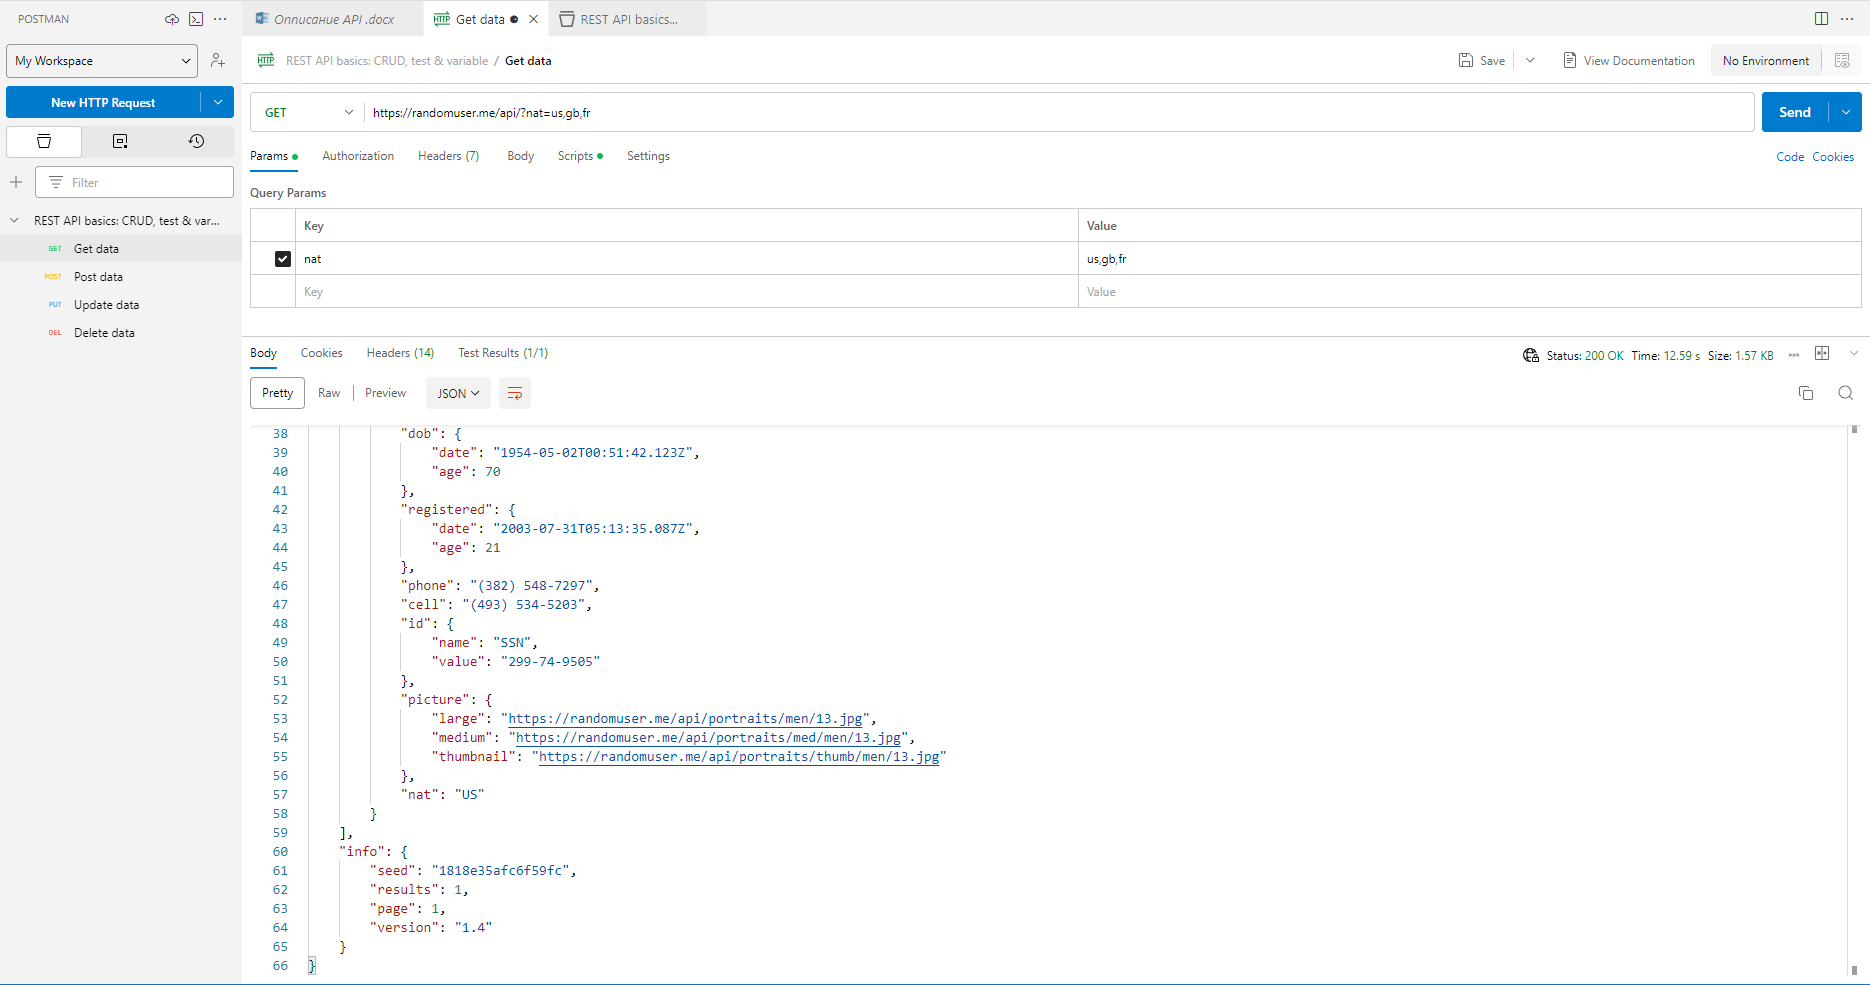 POSTMAN
My Workspace
New HTTP Request
Filter
REST API basics: CRUD, test & var...
GET Get data
POST Post data
PUT Update data
DEL Delete data
Описание API .docx
HTTP Get data
REST API basics...
HTTP REST API basics: CRUD, test & variable / Get data
Save
View Documentation
No Environment
GET
https://randomuser.me/api/?nat=us,gb,fr
Send
Params
Authorization
Headers (7)
Body
Scripts
Settings
Code Cookies
Query Params
Key Value
nat us,gb,fr
Key Value
Body Cookies Headers (14) Test Results (1/1)
Status: 200 OK Time: 12.59 s Size: 1.57 KB
Pretty Raw Preview JSON
38 "dob": {
39 "date": "1954-05-02T00:51:42.123Z",
40 "age": 70
41 },
42 "registered": {
43 "date": "2003-07-31T05:13:35.087Z",
44 "age": 21
45 },
46 "phone": "(382) 548-7297",
47 "cell": "(493) 534-5203",
48 "id": {
49 "name": "SSN",
50 "value": "299-74-9505"
51 },
52 "picture": {
53 "large": "https://randomuser.me/api/portraits/men/13.jpg",
54 "medium": "https://randomuser.me/api/portraits/med/men/13.jpg",
55 "thumbnail": "https://randomuser.me/api/portraits/thumb/men/13.jpg"
56 },
57 "nat": "US"
58 }
59 ],
60 "info": {
61 "seed": "1818e35afc6f59fc",
62 "results": 1,
63 "page": 1,
64 "version": "1.4"
65 }
66 }